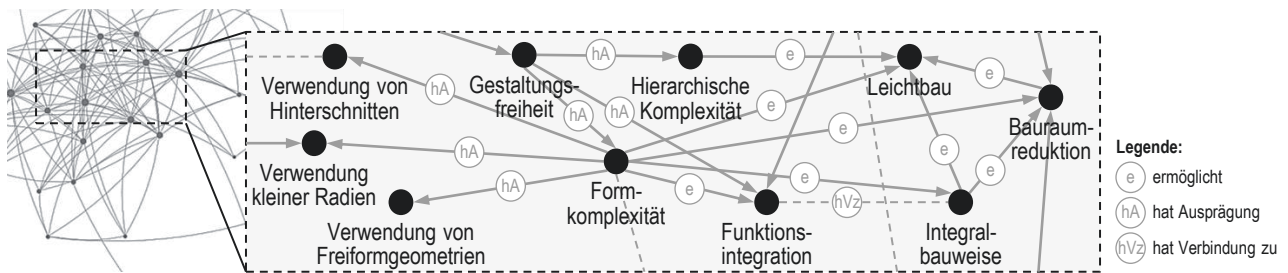 hA
e
Verwendung von
Hinterschnitten
Gestaltungs-
freiheit
Hierarchische
Komplexität
Leichtbau
e
hA
hA
hA
e
Bauraum-
reduktion
e
Verwendung
kleiner Radien
hA
hA
Form-
komplexität
e
e
hVz
e
e
Verwendung von
Freiformgeometrien
Funktions-
integration
Integral-
bauweise
Legende:
e ermöglicht
hA hat Ausprägung
hVz hat Verbindung zu